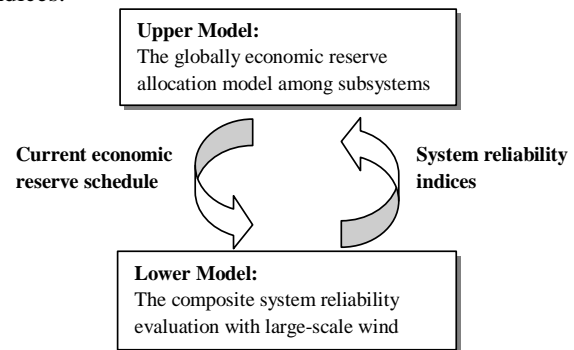 Upper Model:
The globally economic reserve
allocation model among subsystems
Current economic
reserve schedule
System reliability
indices
Lower Model:
The composite system reliability
evaluation with large-scale wind